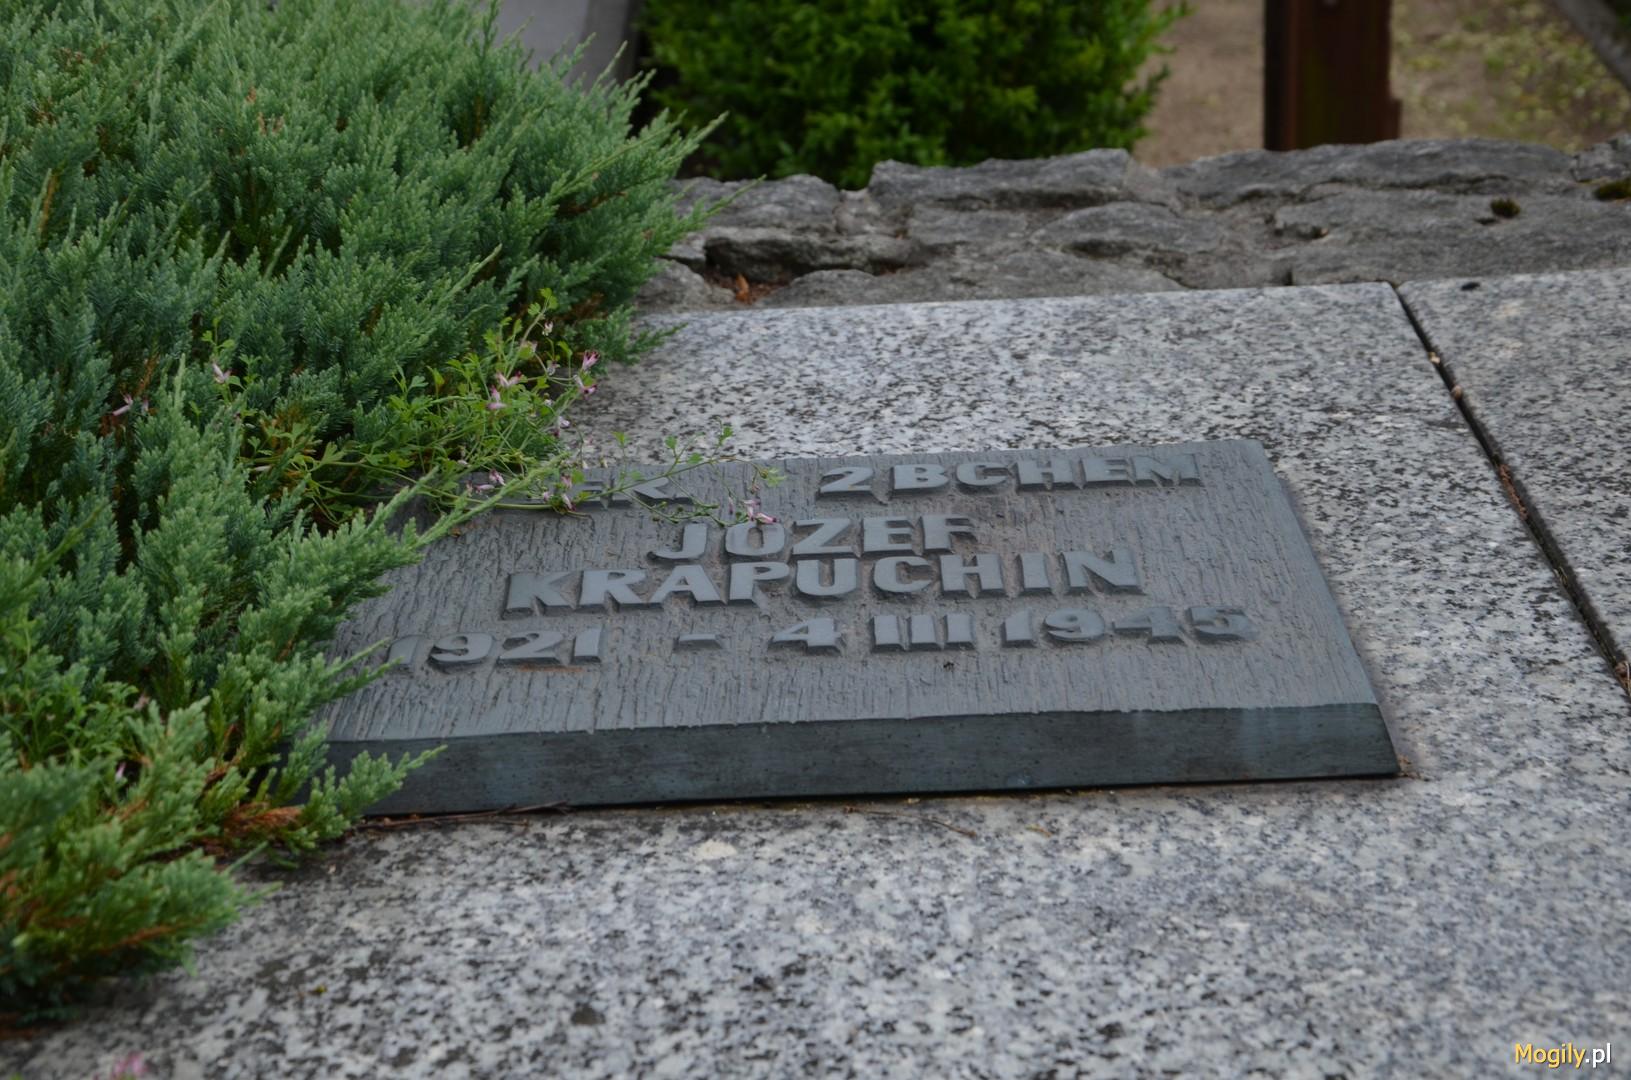 2BCHEM
JÓZEF
KRAPUCHIN
1921 - 4 III 1945
Mogily.pl